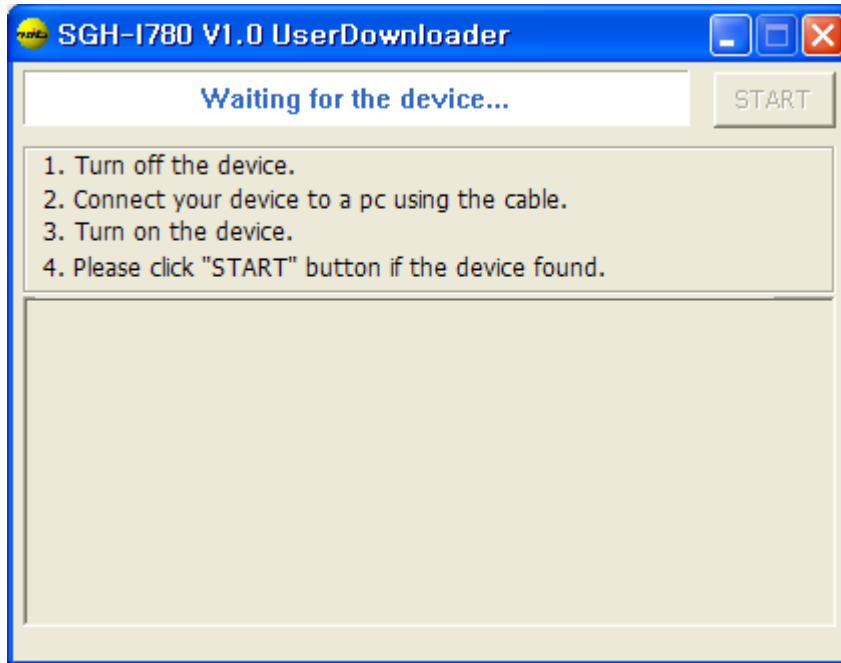 SGH-I780 V1.0 UserDownloader
Waiting for the device...
START
1. Turn off the device.
2. Connect your device to a pc using the cable.
3. Turn on the device.
4. Please click "START" button if the device found.